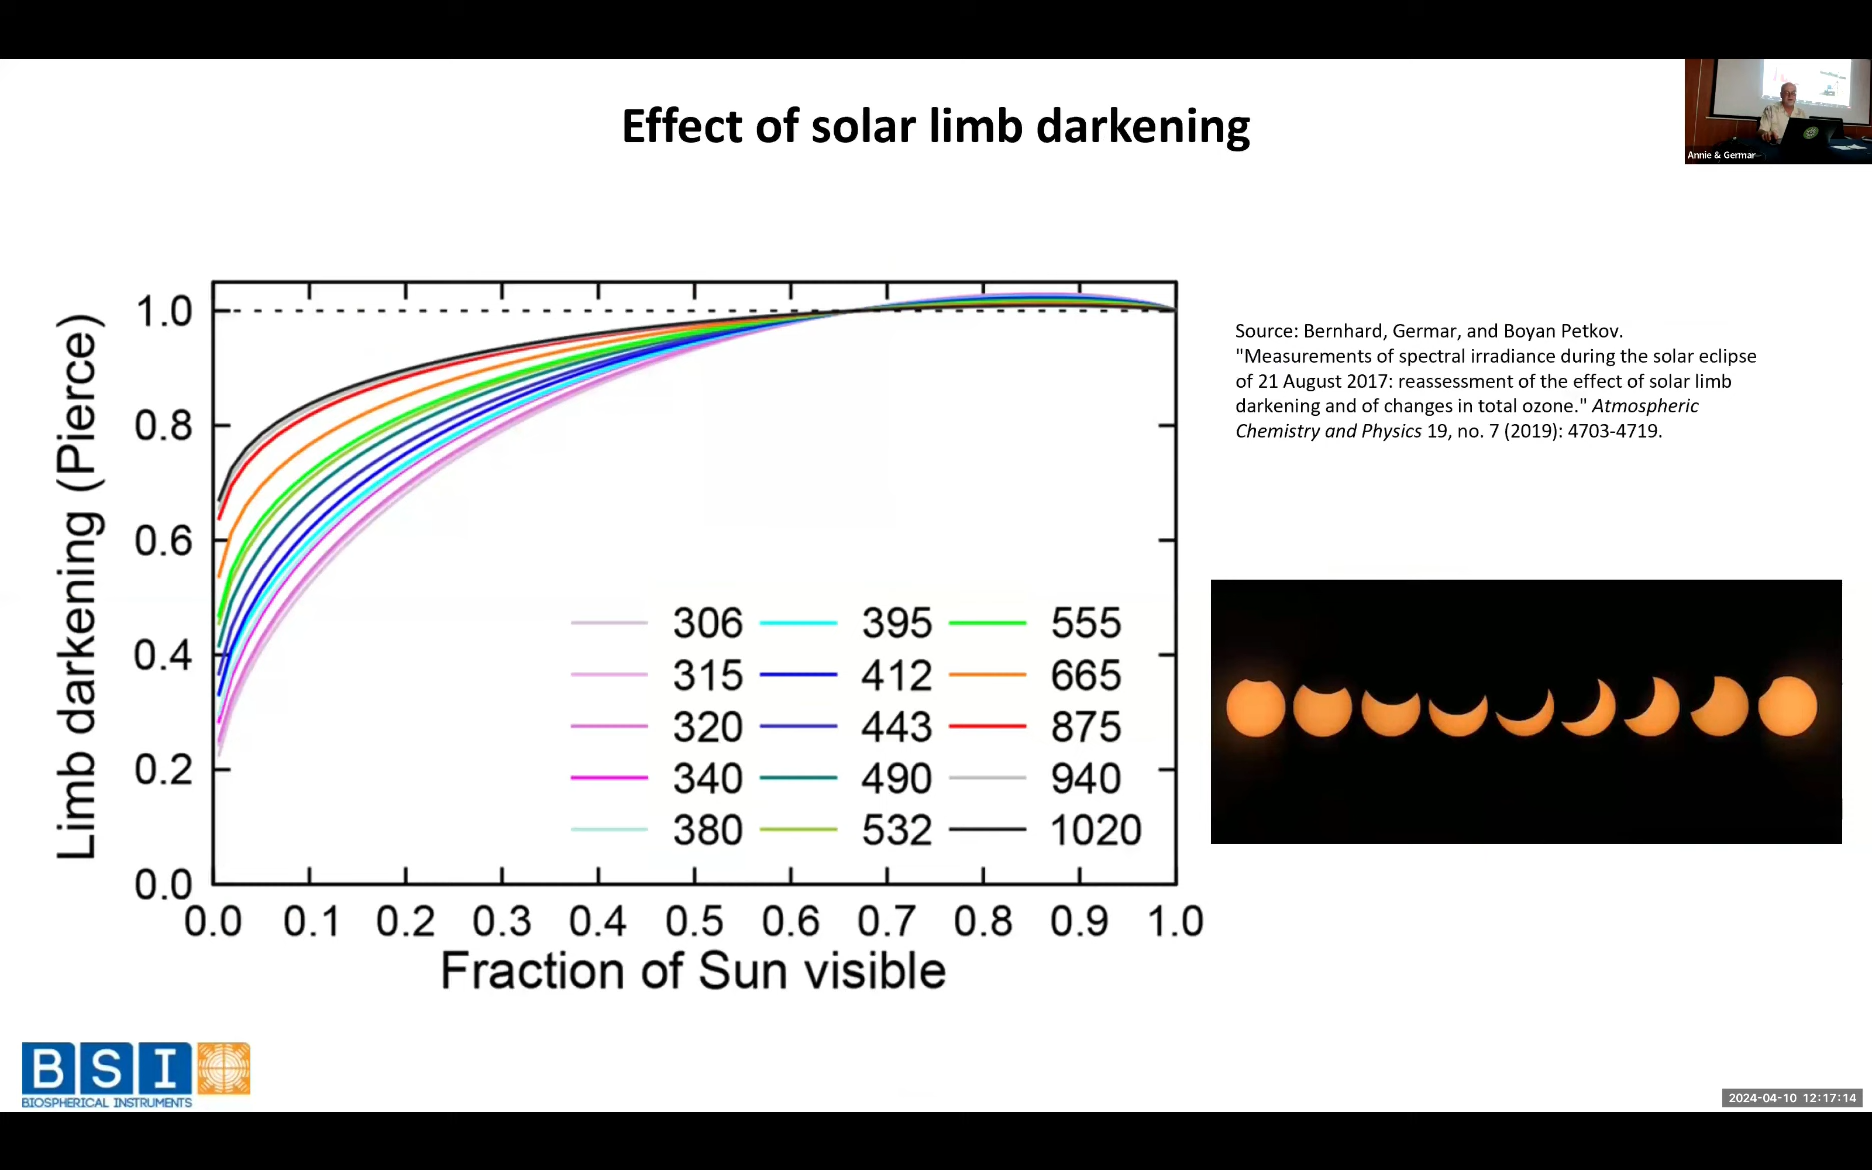 Effect of solar limb darkening
Annie & Germar
Limb darkening (Pierce)
1.0
0.8
0.6
0.4
0.2
0.0
306 395 555
315 412 665
320 443 875
340 490 940
380 532 1020
0.0 0.1 0.2 0.3 0.4 0.5 0.6 0.7 0.8 0.9 1.0
Fraction of Sun visible
Source: Bernhard, Germar, and Boyan Petkov.
"Measurements of spectral irradiance during the solar eclipse
of 21 August 2017: reassessment of the effect of solar limb
darkening and of changes in total ozone." Atmospheric
Chemistry and Physics 19, no. 7 (2019): 4703-4719.
BSI
BIOSPHERICAL INSTRUMENTS
2024-04-10 12:17:14